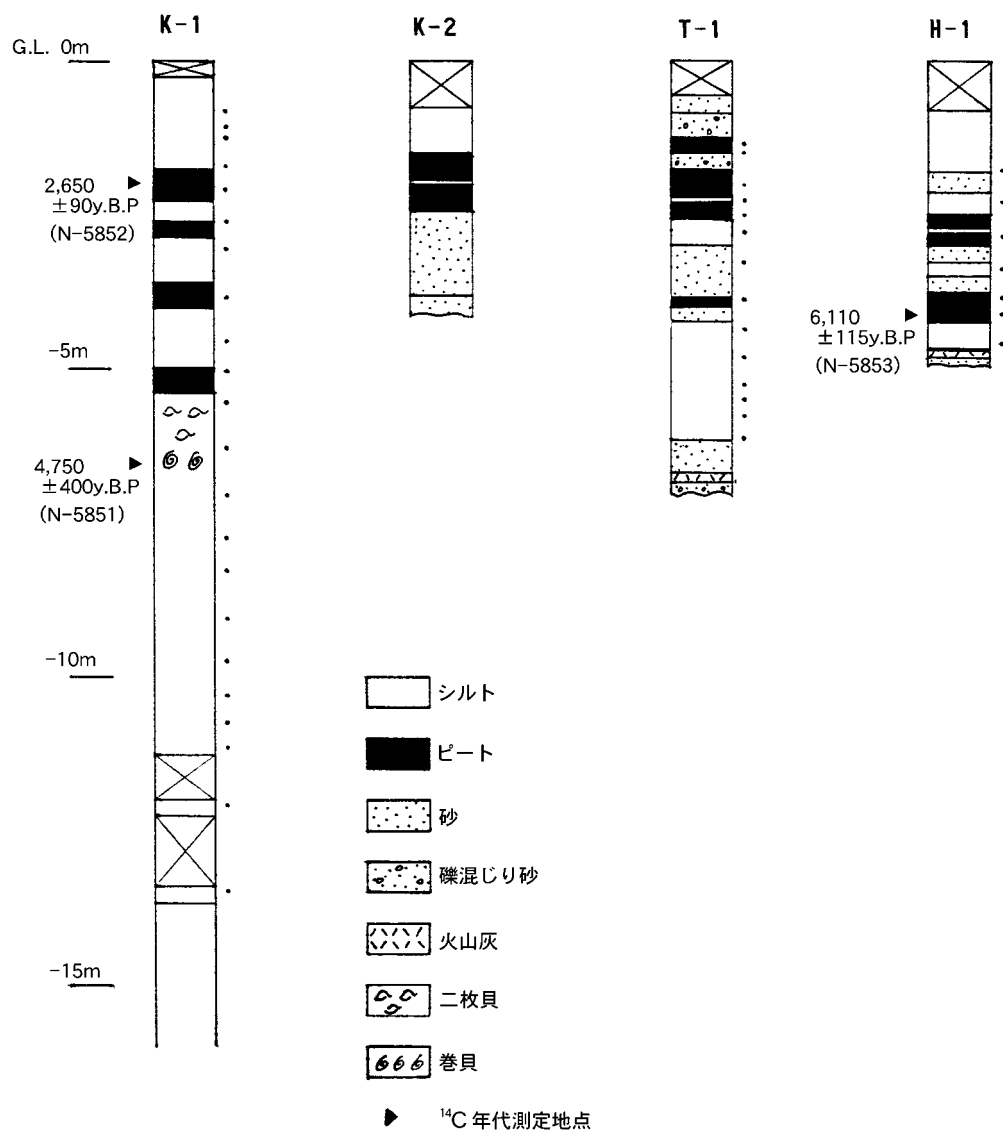 K-1
K-2
T-1
H-1
G.L. 0m
2,650
±90y.B.P
(N-5852)
6,110
±115y.B.P
(N-5853)
-5m
4,750
±400y.B.P
(N-5851)
-10m
-15m
シルト
ピート
砂
礫混じり砂
火山灰
二枚貝
巻貝
¹⁴C 年代測定地点